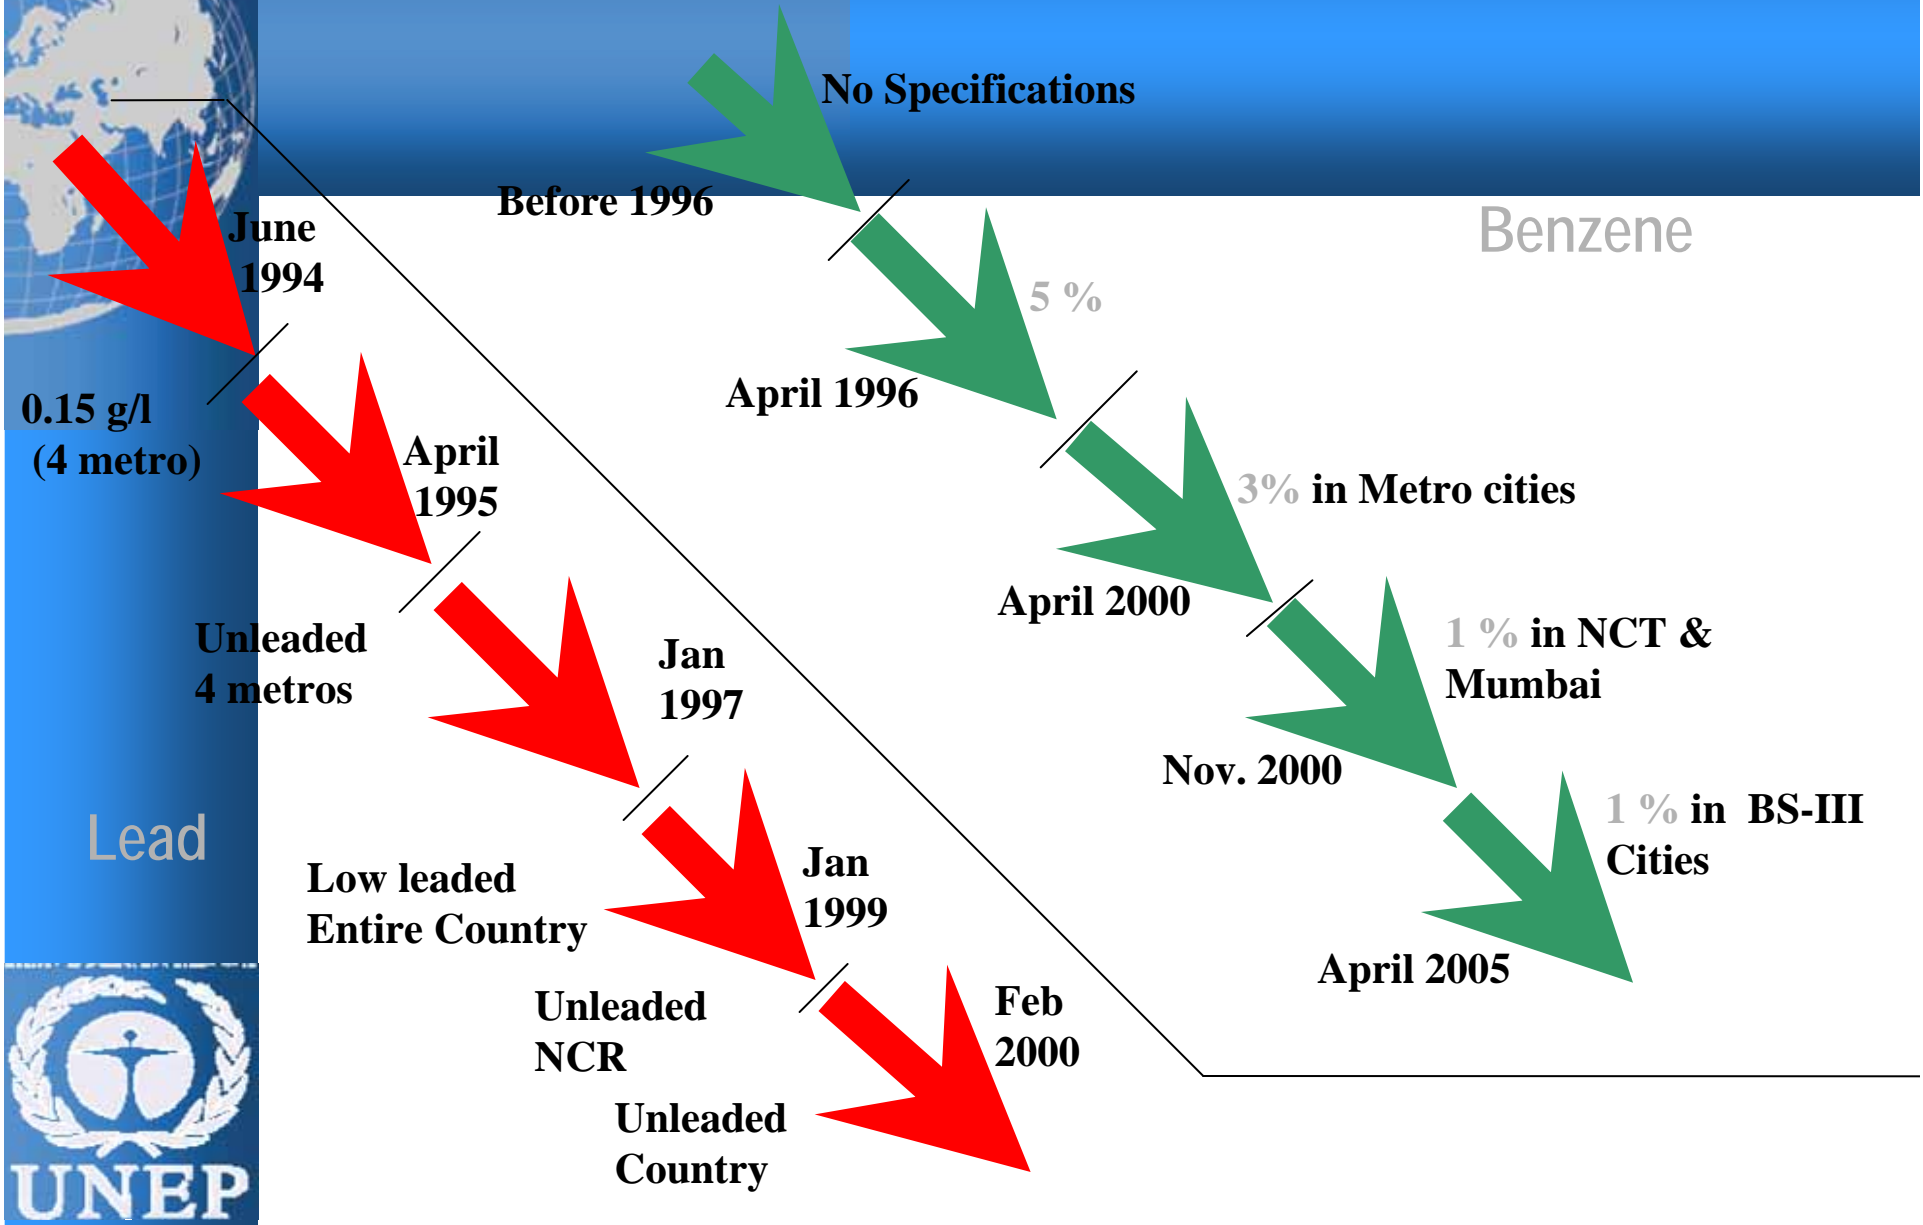 No Specifications
Before 1996
Benzene
June
1994
5 %
April 1996
0.15 g/l
(4 metro)
April
1995
3% in Metro cities
April 2000
Unleaded
4 metros
Jan
1997
1 % in NCT &
Mumbai
Nov. 2000
Lead
1 % in BS-III
Cities
Low leaded
Entire Country
Jan
1999
April 2005
Unleaded
NCR
Feb
2000
Unleaded
Country
UNEP